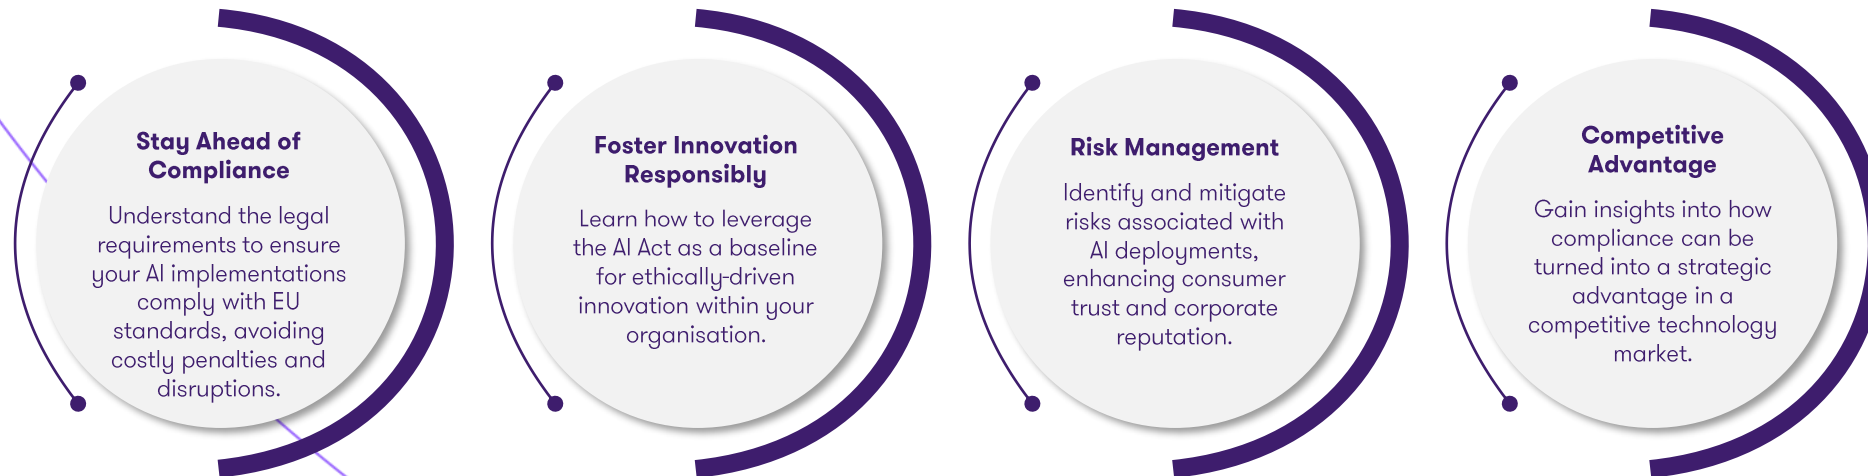 Stay Ahead of
Compliance
Understand the legal
requirements to ensure
your AI implementations
comply with EU
standards, avoiding
costly penalties and
disruptions.
Foster Innovation
Responsibly
Learn how to leverage
the AI Act as a baseline
for ethically-driven
innovation within your
organisation.
Risk Management
Identify and mitigate
risks associated with
AI deployments,
enhancing consumer
trust and corporate
reputation.
Competitive
Advantage
Gain insights into how
compliance can be
turned into a strategic
advantage in a
competitive technology
market.